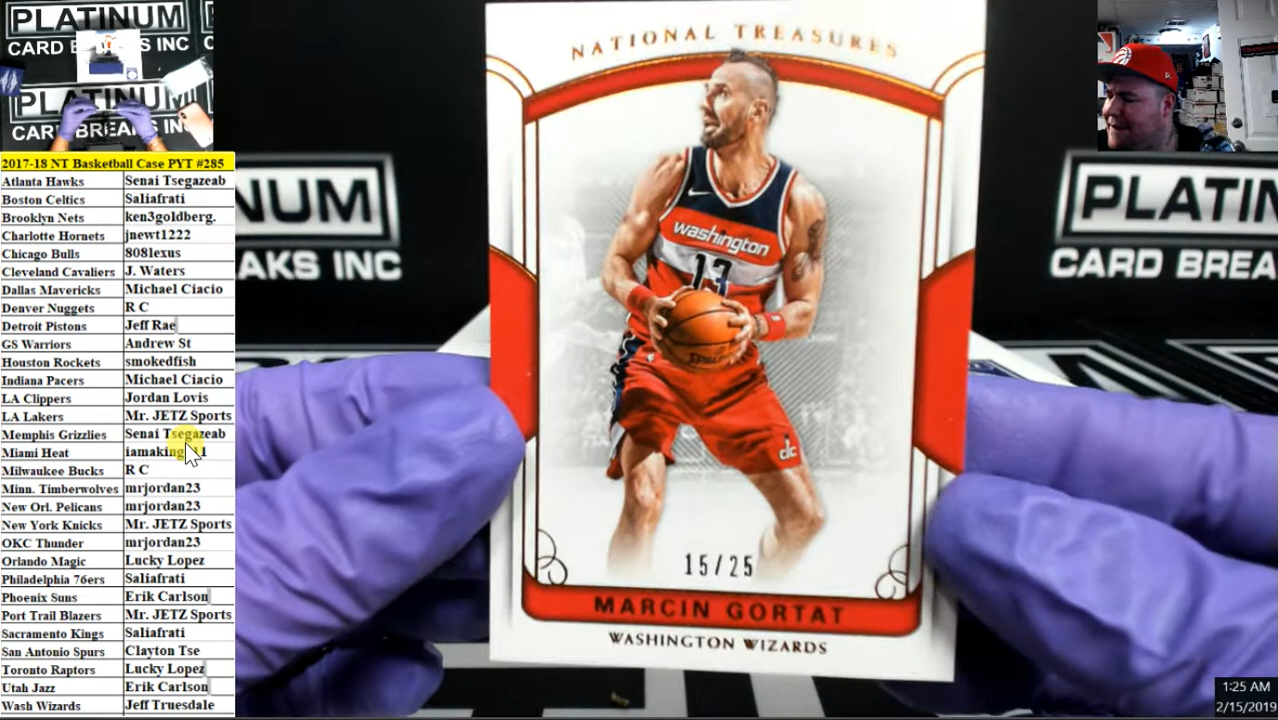 PLATINUM
CARD BREAKS INC
PLATINUM
CARD BREAKS INC
2017-18 NT Basketball Case PYT #285
Atlanta Hawks Senai Tsegazeab
Boston Celtics Saliafrati
Brooklyn Nets ken3goldberg.
Charlotte Hornets jnewt1222
Chicago Bulls 808lexus
Cleveland Cavaliers J. Waters
Dallas Mavericks Michael Ciacio
Denver Nuggets R C
Detroit Pistons Jeff Rae
GS Warriors Andrew St
Houston Rockets smokedfish
Indiana Pacers Michael Ciacio
LA Clippers Jordan Lovis
LA Lakers Mr. JETZ Sports
Memphis Grizzlies Senai Tsegazeab
Miami Heat
Milwaukee Bucks R C
Minn. Timberwolves mrjordan23
New Orl. Pelicans mrjordan23
New York Knicks Mr. JETZ Sports
OKC Thunder mrjordan23
Orlando Magic Lucky Lopez
Philadelphia 76ers Saliafrati
Phoenix Suns Erik Carlson
Port Trail Blazers Mr. JETZ Sports
Sacramento Kings Saliafrati
San Antonio Spurs Clayton Tse
Toronto Raptors Lucky Lopez
Utah Jazz Erik Carlson
Wash Wizards Jeff Truesdale
NUM
AKS INC
PLATIN
CARD BREA
NATIONAL TREASURES
washington
13
SPALDING
dc
15/25
MARCIN GORTAT
WASHINGTON WIZARDS
1:25 AM
2/15/2019